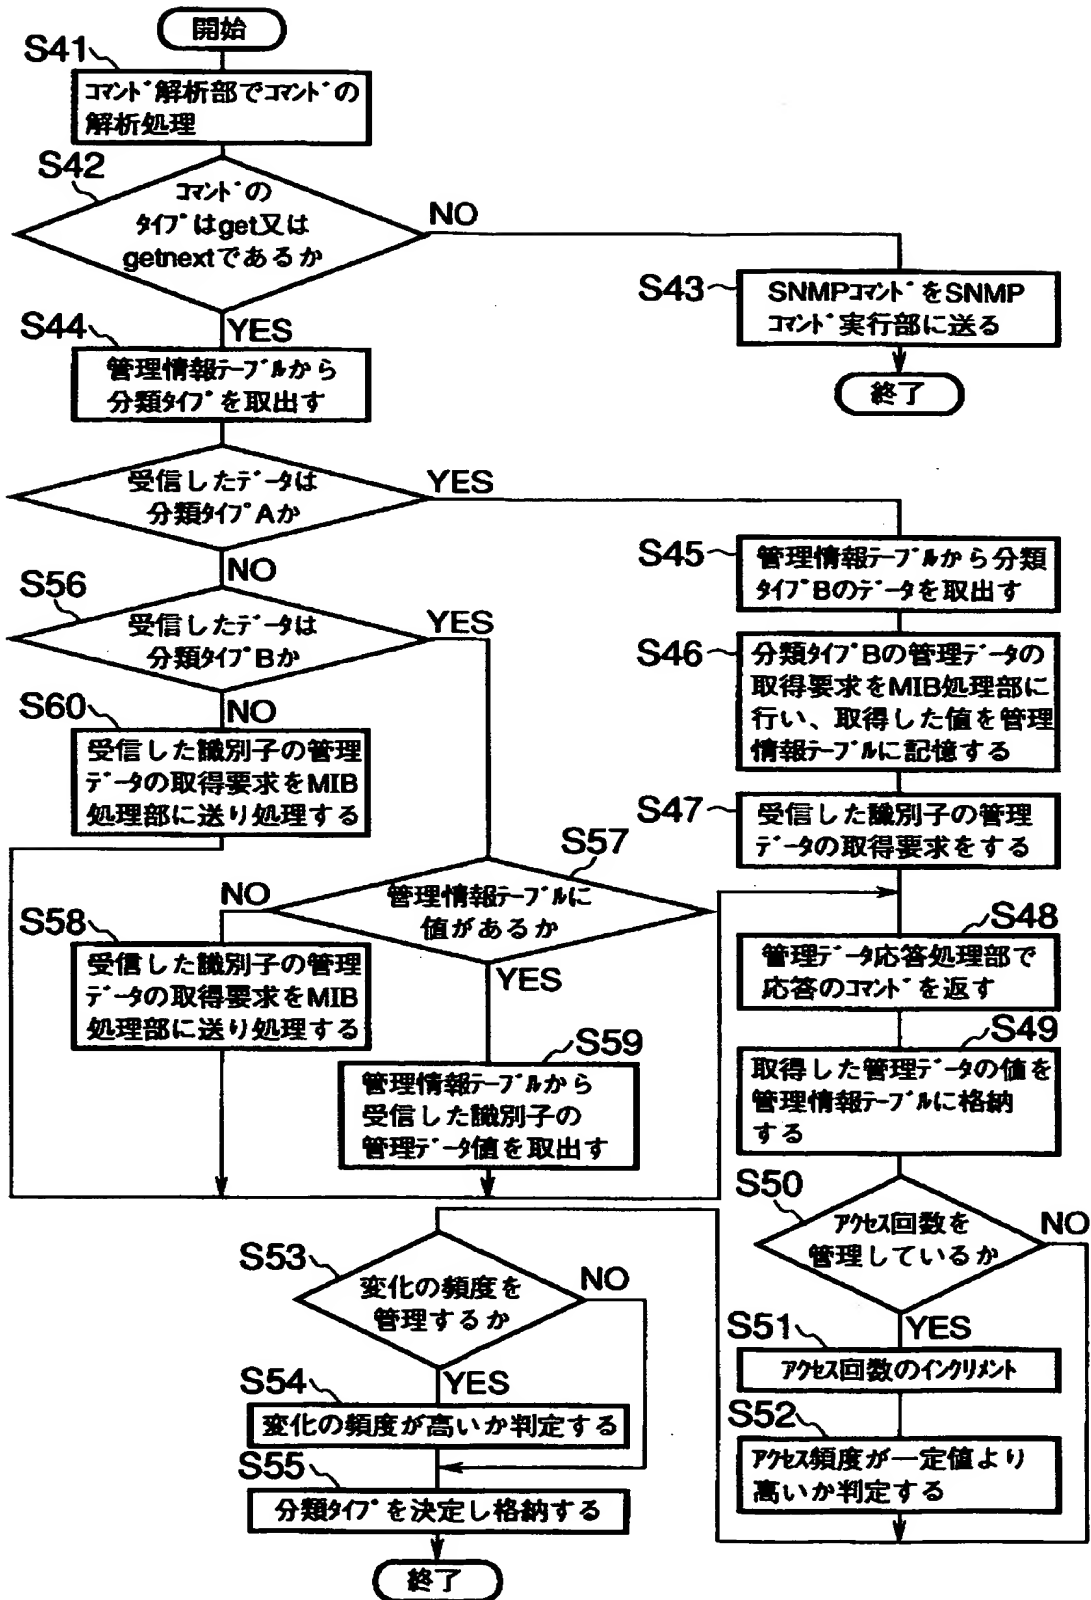 開始
S41
コマンド解析部でコマンドの
解析処理
S42
コマンドの
タイプはget又は
getnextであるか
NO
YES
S43
SNMPコマンドをSNMP
コマンド実行部に送る
終了
S44
管理情報テーブルから
分類タイプを取出す
受信したデータは
分類タイプAか
YES
NO
S45
管理情報テーブルから分類
タイプBのデータを取出す
S46
分類タイプBの管理データの
取得要求をMIB処理部に
行い、取得した値を管理
情報テーブルに記憶する
S47
受信した識別子の管理
データの取得要求をする
S56
受信したデータは
分類タイプBか
YES
NO
S60
受信した識別子の管理
データの取得要求をMIB
処理部に送り処理する
S57
管理情報テーブルに
値があるか
NO
YES
S58
受信した識別子の管理
データの取得要求をMIB
処理部に送り処理する
S59
管理情報テーブルから
受信した識別子の
管理データ値を取出す
S48
管理データ応答処理部で
応答のコマンドを返す
S49
取得した管理データの値を
管理情報テーブルに格納
する
S50
アクセス回数を
管理しているか
NO
YES
S51
アクセス回数のインクリメント
S52
アクセス頻度が一定値より
高いか判定する
S53
変化の頻度を
管理するか
NO
YES
S54
変化の頻度が高いか判定する
S55
分類タイプを決定し格納する
終了